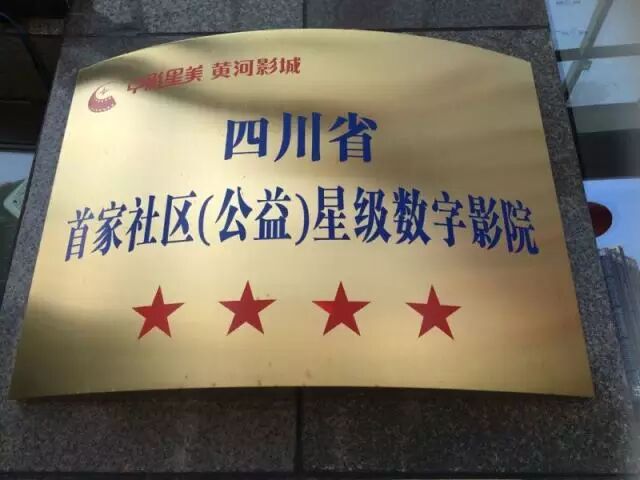 中影星美 黄河影城
四川省
首家社区(公益)星级数字影院